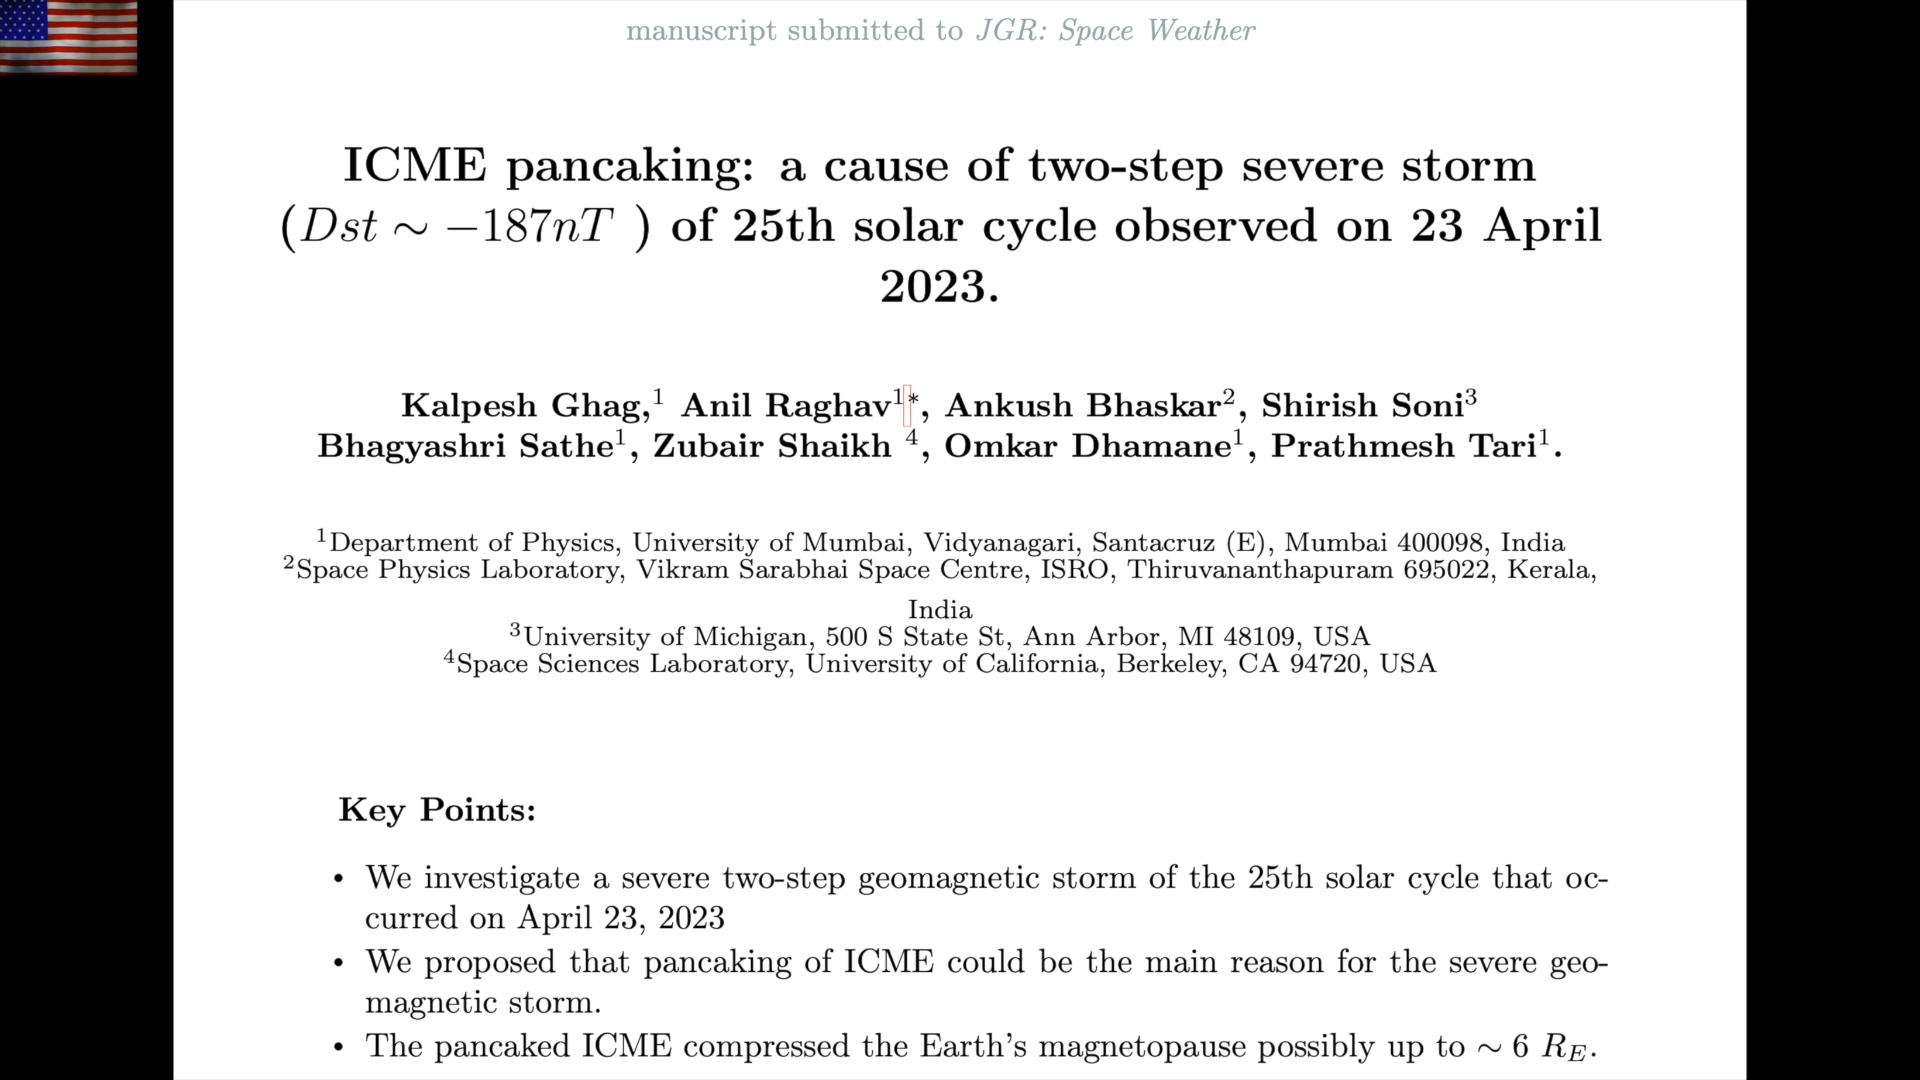 manuscript submitted to JGR: Space Weather
ICME pancaking: a cause of two-step severe storm
(Dst ∼ −187nT ) of 25th solar cycle observed on 23 April
2023.
Kalpesh Ghag,¹ Anil Raghav¹*, Ankush Bhaskar², Shirish Soni³
Bhagyashri Sathe¹, Zubair Shaikh ⁴, Omkar Dhamane¹, Prathmesh Tari¹.
¹Department of Physics, University of Mumbai, Vidyanagari, Santacruz (E), Mumbai 400098, India
²Space Physics Laboratory, Vikram Sarabhai Space Centre, ISRO, Thiruvananthapuram 695022, Kerala,
India
³University of Michigan, 500 S State St, Ann Arbor, MI 48109, USA
⁴Space Sciences Laboratory, University of California, Berkeley, CA 94720, USA
Key Points:
• We investigate a severe two-step geomagnetic storm of the 25th solar cycle that oc-
curred on April 23, 2023
• We proposed that pancaking of ICME could be the main reason for the severe geo-
magnetic storm.
• The pancaked ICME compressed the Earth's magnetopause possibly up to ∼ 6 R_E.